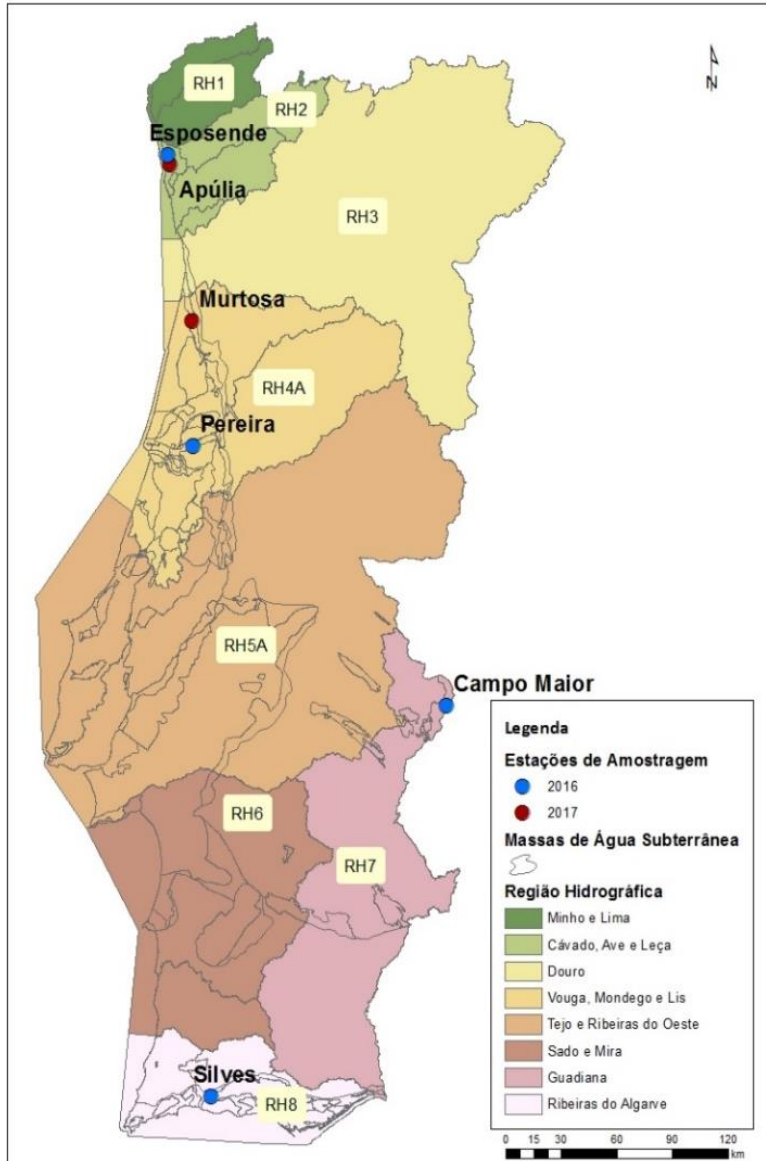 RH1
N
RH2
Esposende
Apúlia
RH3
Murtosa
RH4A
Pereira
RH5A
Campo Maior
RH6
RH7
Silves
RH8
Legenda
Estações de Amostragem
2016
2017
Massas de Água Subterrânea
Região Hidrográfica
Minho e Lima
Cávado, Ave e Leça
Douro
Vouga, Mondego e Lis
Tejo e Ribeiras do Oeste
Sado e Mira
Guadiana
Ribeiras do Algarve
0 15 30 60 90 120
km